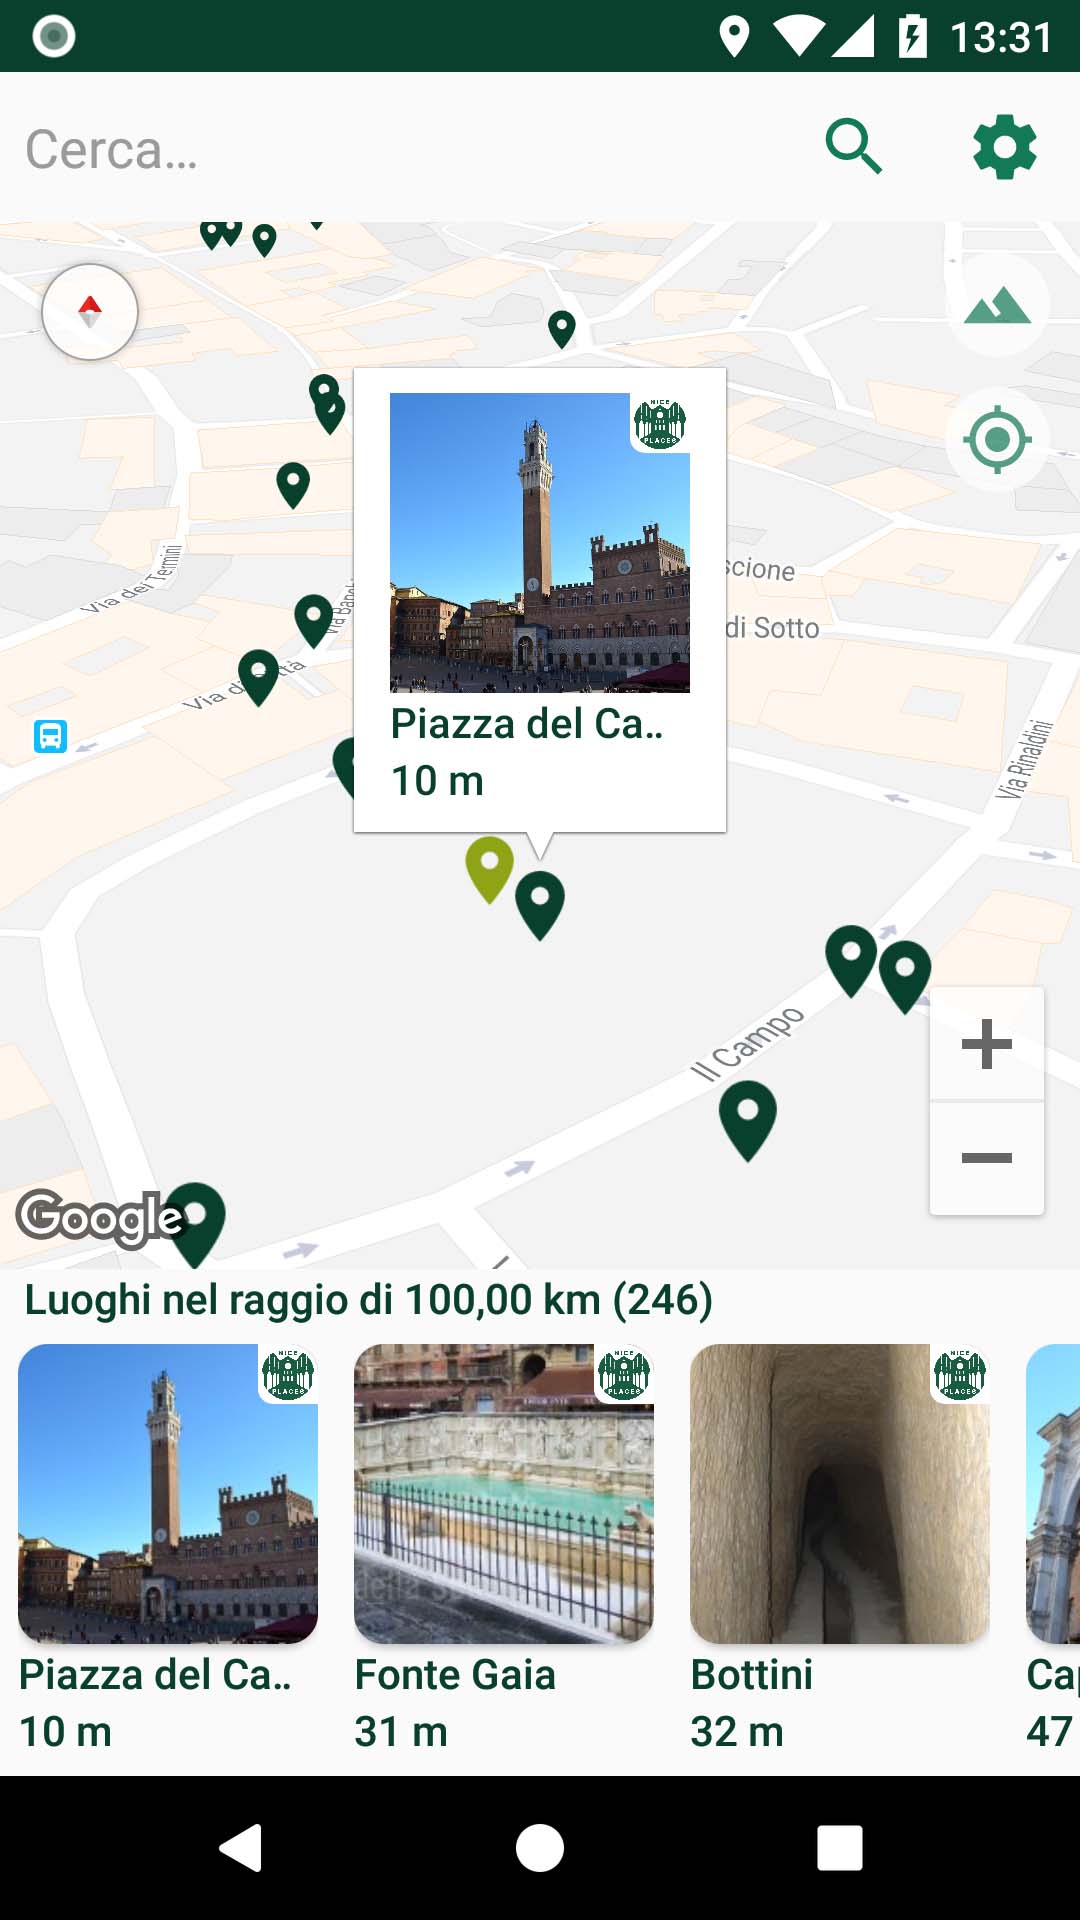 13:31
Cerca...
NICE
PLACES
Via dei Termini
Via Banchi
scione
di Sotto
Via di Città
Piazza del Ca..
10 m
Via Rinaldini
Il Campo
Google
Luoghi nel raggio di 100,00 km (246)
NICE
PLACES
NICE
PLACES
NICE
PLACES
Piazza del Ca..
Fonte Gaia
Bottini
Ca
10 m
31 m
32 m
47